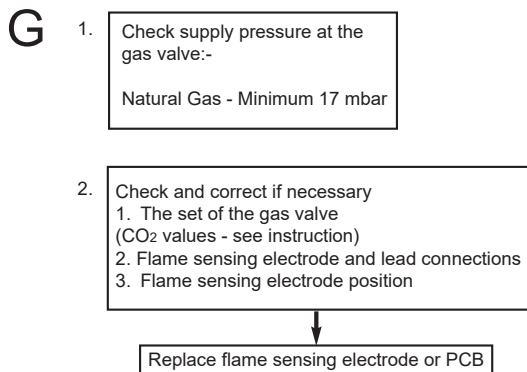 G
1. Check supply pressure at the
gas valve:-
Natural Gas - Minimum 17 mbar
2. Check and correct if necessary
1. The set of the gas valve
(CO2 values - see instruction)
2. Flame sensing electrode and lead connections
3. Flame sensing electrode position
Replace flame sensing electrode or PCB